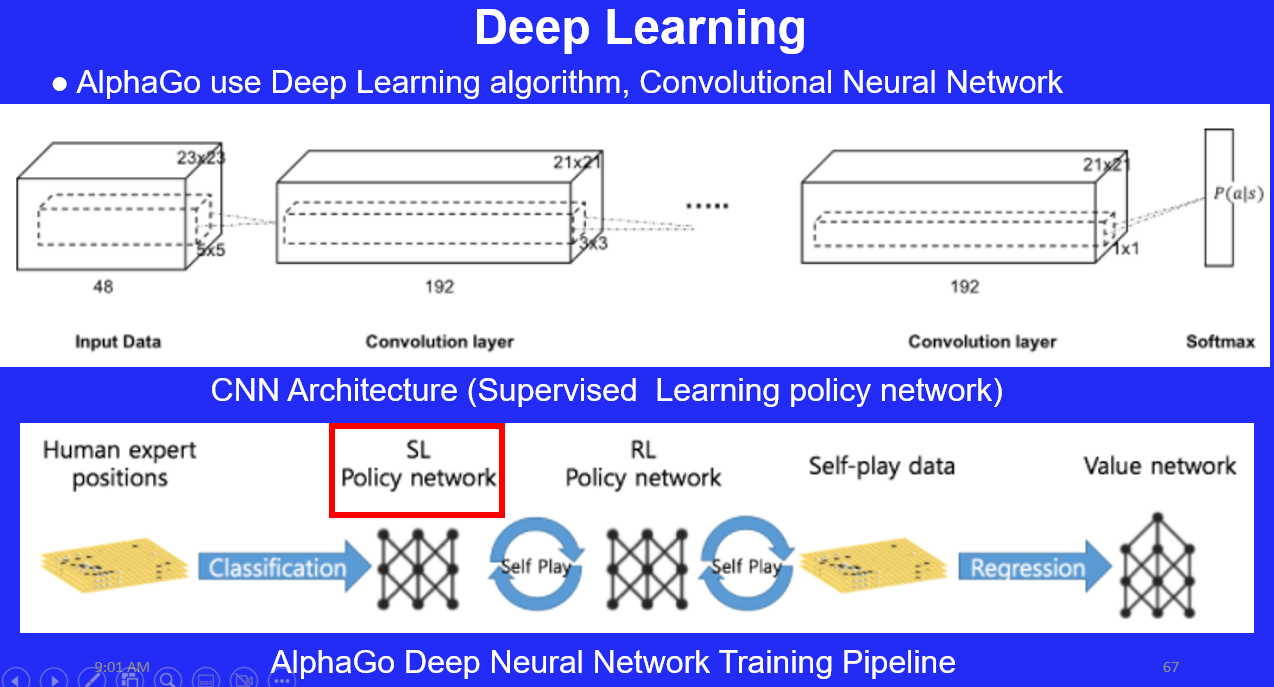 Deep Learning
● AlphaGo use Deep Learning algorithm, Convolutional Neural Network
23x23
21x21
21x21
P(a|s)
5x5
3x3
1x1
.....
48
192
192
Input Data
Convolution layer
Convolution layer
Softmax
CNN Architecture (Supervised Learning policy network)
Human expert
positions
SL
Policy network
RL
Policy network
Self-play data
Value network
Classification
Self Play
Self Play
Regression
AlphaGo Deep Neural Network Training Pipeline
9:01 AM
67